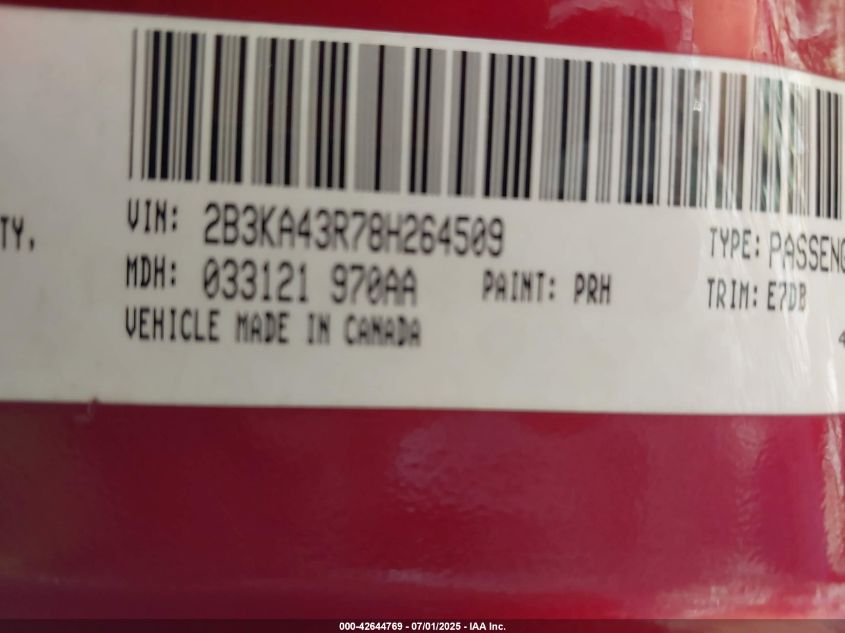 TY,
VIN: 2B3KA43R78H264509
TYPE: PASSENG
MDH: 033121 970AA
PAINT: PRH
TRIM: E7DB
VEHICLE MADE IN CANADA
4
000-42644769 - 07/01/2025 - IAA Inc.